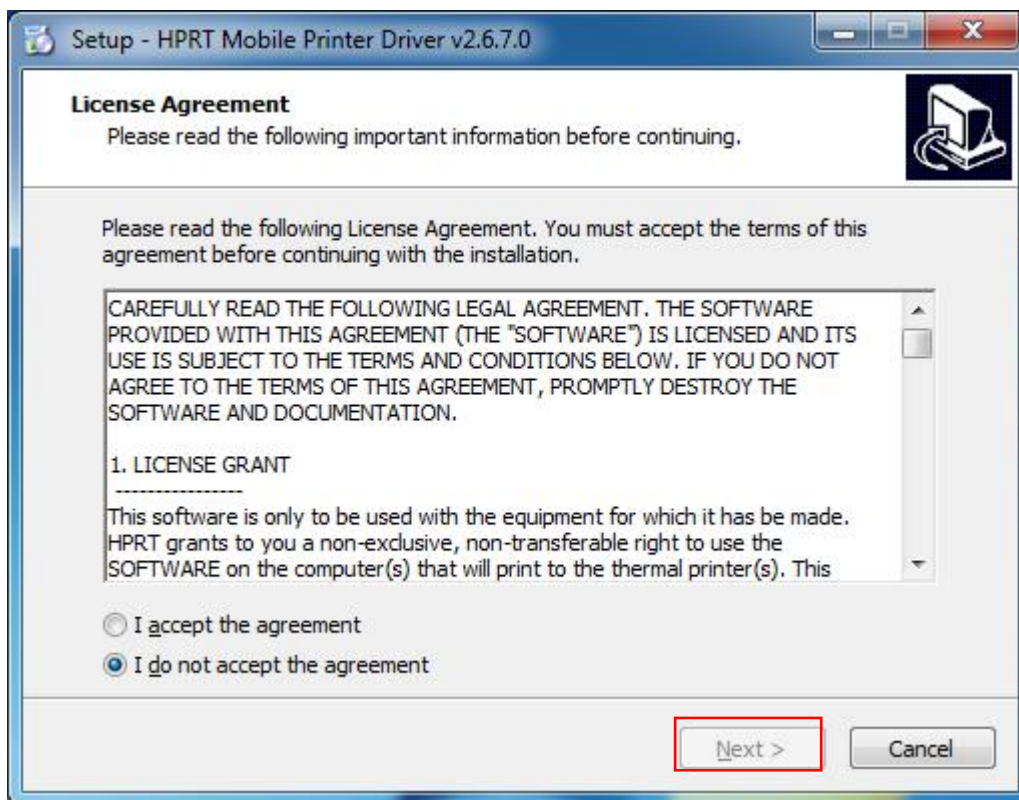 Setup - HPRT Mobile Printer Driver v2.6.7.0
License Agreement
Please read the following important information before continuing.
Please read the following License Agreement. You must accept the terms of this
agreement before continuing with the installation.
CAREFULLY READ THE FOLLOWING LEGAL AGREEMENT. THE SOFTWARE
PROVIDED WITH THIS AGREEMENT (THE "SOFTWARE") IS LICENSED AND ITS
USE IS SUBJECT TO THE TERMS AND CONDITIONS BELOW. IF YOU DO NOT
AGREE TO THE TERMS OF THIS AGREEMENT, PROMPTLY DESTROY THE
SOFTWARE AND DOCUMENTATION.
1. LICENSE GRANT
----------------
This software is only to be used with the equipment for which it has be made.
HPRT grants to you a non-exclusive, non-transferable right to use the
SOFTWARE on the computer(s) that will print to the thermal printer(s). This
I accept the agreement
I do not accept the agreement
Next >
Cancel